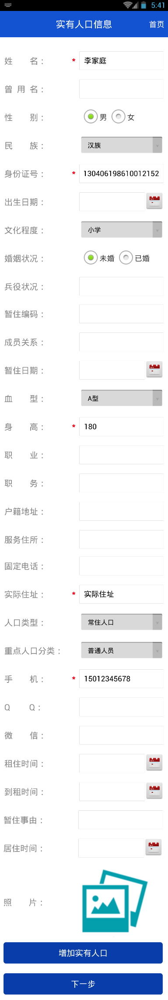 5:41
实有人口信息 首页
姓 名： * 李家庭
曾 用 名：
性 别： 男 女
民 族： 汉族
身份证号： * 130406198610012152
出生日期：
文化程度： 小学
婚姻状况： 未婚 已婚
兵役状况：
暂住编码：
成员关系：
暂住日期：
血 型： A型
身 高： * 180
职 业：
职 务：
户籍地址：
服务住所：
固定电话：
实际住址： * 实际住址
人口类型： 常住人口
重点人口分类： 普通人员
手 机： * 15012345678
Q Q：
微 信：
租住时间：
到租时间：
暂住事由：
居住时间：
照 片：
增加实有人口
下一步